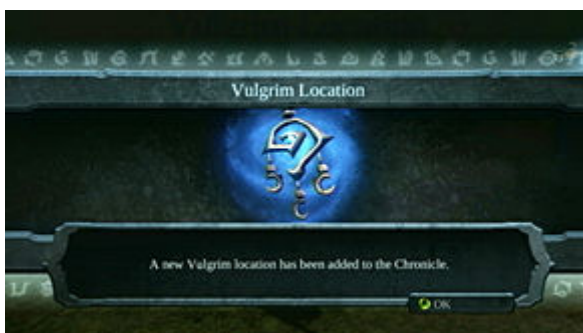 Vulgrim Location
A new Vulgrim location has been added to the Chronicle.
OK